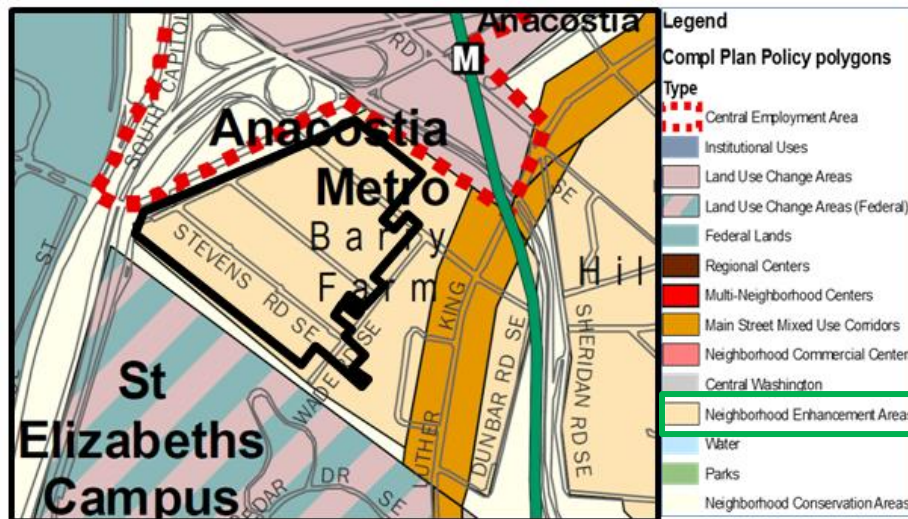 Anacostia
RD
M
SOUTH CAPITOL
Anacostia
Metro
Barry
Farm
SE
Hil
STEVENS RD SE
KING
ST
WADE RD SE
SHERIDAN RD SE
DUNBAR RD SE
St
Elizabeths
Campus
LUTHER
CEDAR
DR
SE
Legend
Compl Plan Policy polygons
Type
Central Employment Area
Institutional Uses
Land Use Change Areas
Land Use Change Areas (Federal)
Federal Lands
Regional Centers
Multi-Neighborhood Centers
Main Street Mixed Use Corridors
Neighborhood Commercial Center
Central Washington
Neighborhood Enhancement Areas
Water
Parks
Neighborhood Conservation Areas